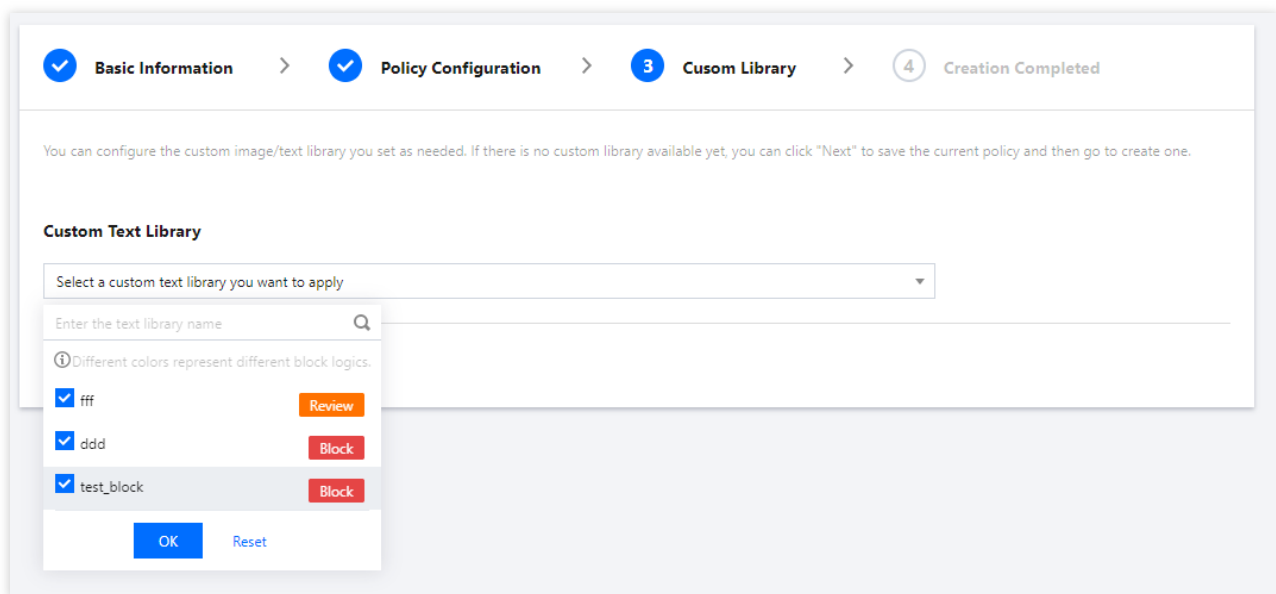 Basic Information > Policy Configuration > 3 Cusom Library > 4 Creation Completed
You can configure the custom image/text library you set as needed. If there is no custom library available yet, you can click "Next" to save the current policy and then go to create one.
Custom Text Library
Select a custom text library you want to apply
Enter the text library name
Different colors represent different block logics.
fff Review
ddd Block
test_block Block
OK Reset